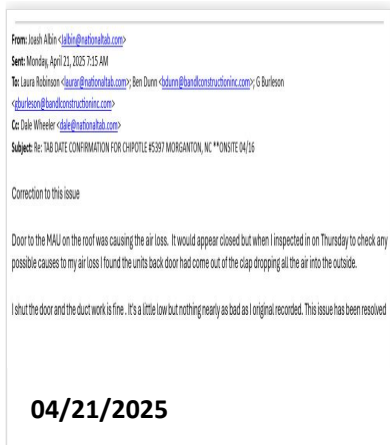 From: Joash Albin <jalbin@nationaltab.com>
Sent: Monday, April 21, 2025 7:15 AM
To: Laura Robinson <laurar@nationaltab.com>; Ben Dunn <bdunn@bandlconstructioninc.com>; G Burleson
<gburleson@bandlconstructioninc.com>
Cc: Dale Wheeler <dale@nationaltab.com>
Subject: Re: TAB DATE CONFIRMATION FOR CHIPOTLE #5397 MORGANTON, NC **ONSITE 04/16
Correction to this issue
Door to the MAU on the roof was causing the air loss. It would appear closed but when I inspected in on Thursday to check any
possible causes to my air loss I found the units back door had come out of the clap dropping all the air into the outside.
I shut the door and the duct work is fine . It's a little low but nothing nearly as bad as I original recorded. This issue has been resolved
04/21/2025